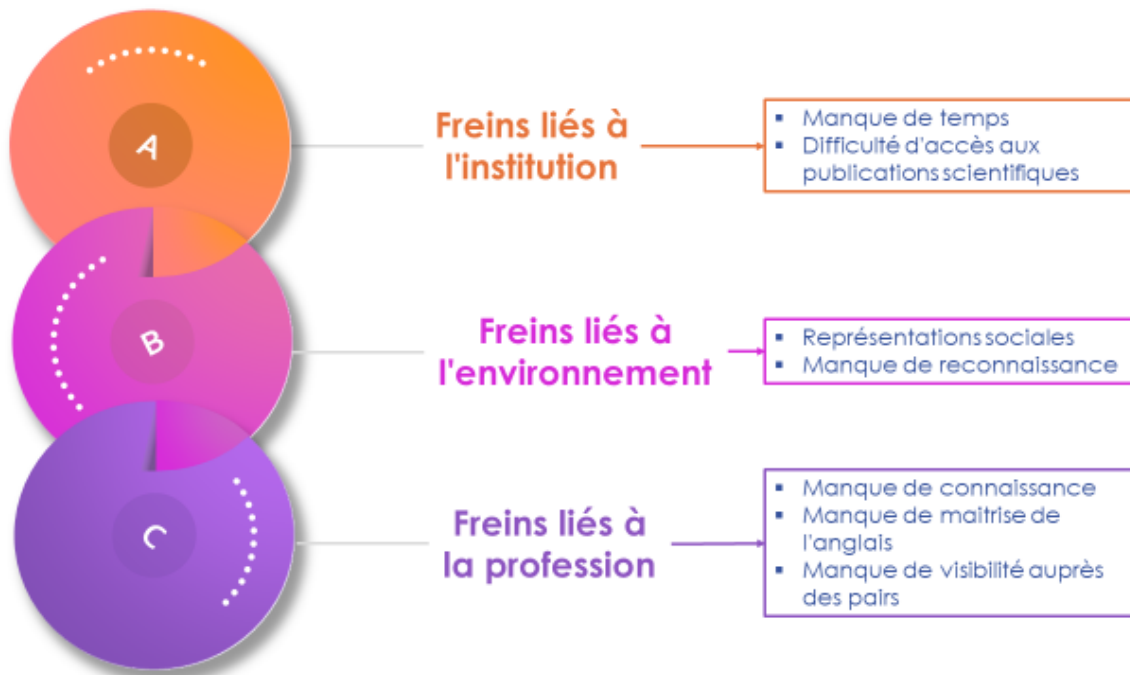 A
Freins liés à
l'institution
▪ Manque de temps
▪ Difficulté d'accès aux
publications scientifiques
B
Freins liés à
l'environnement
▪ Représentations sociales
▪ Manque de reconnaissance
C
Freins liés à
la profession
▪ Manque de connaissance
▪ Manque de maitrise de
l'anglais
▪ Manque de visibilité auprès
des pairs